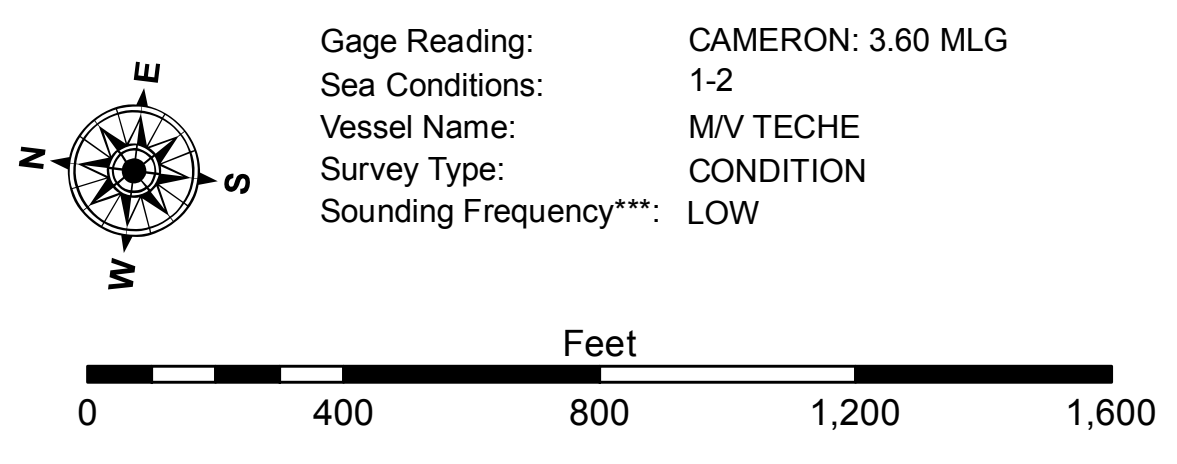 E
N
S
W
Gage Reading: CAMERON: 3.60 MLG
Sea Conditions: 1-2
Vessel Name: M/V TECHE
Survey Type: CONDITION
Sounding Frequency***: LOW
Feet
0 400 800 1,200 1,600